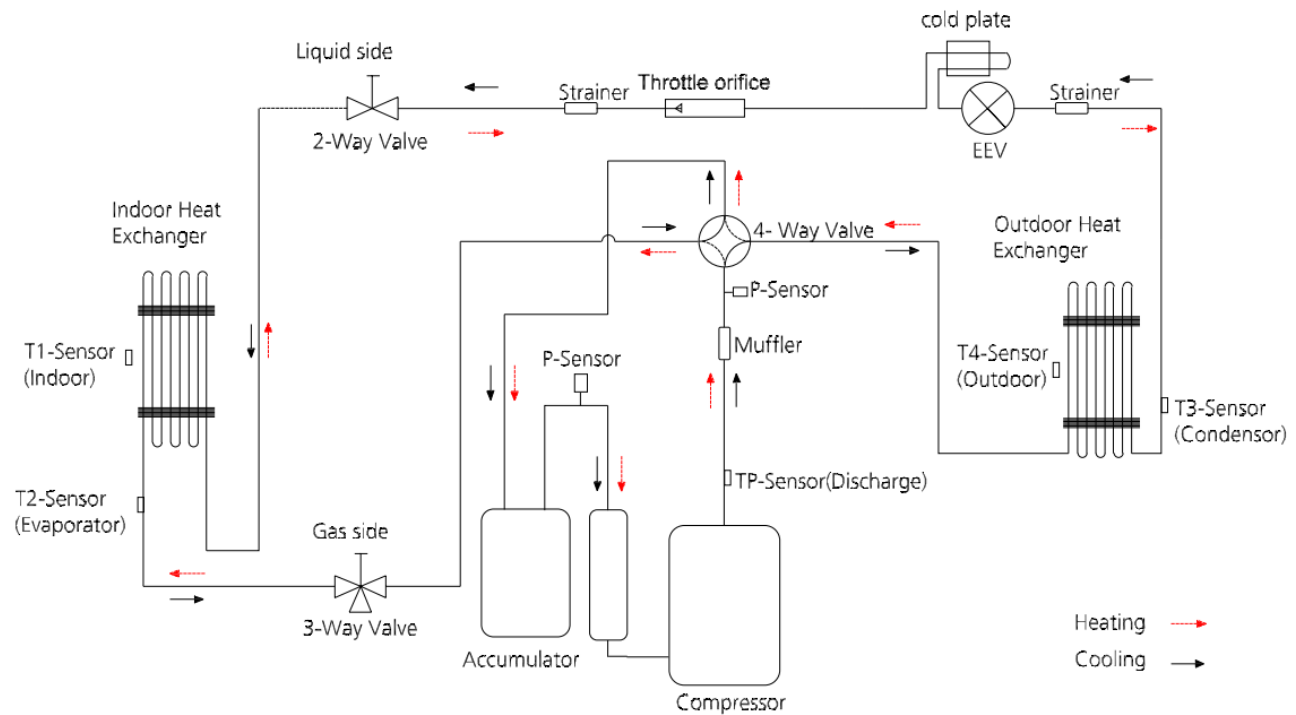 cold plate
Liquid side
Strainer
Throttle orifice
Strainer
2-Way Valve
EEV
Indoor Heat
Exchanger
4- Way Valve
Outdoor Heat
Exchanger
P-Sensor
Muffler
T1-Sensor
(Indoor)
P-Sensor
T4-Sensor
(Outdoor)
T3-Sensor
(Condensor)
TP-Sensor(Discharge)
T2-Sensor
(Evaporator)
Gas side
3-Way Valve
Accumulator
Compressor
Heating
Cooling